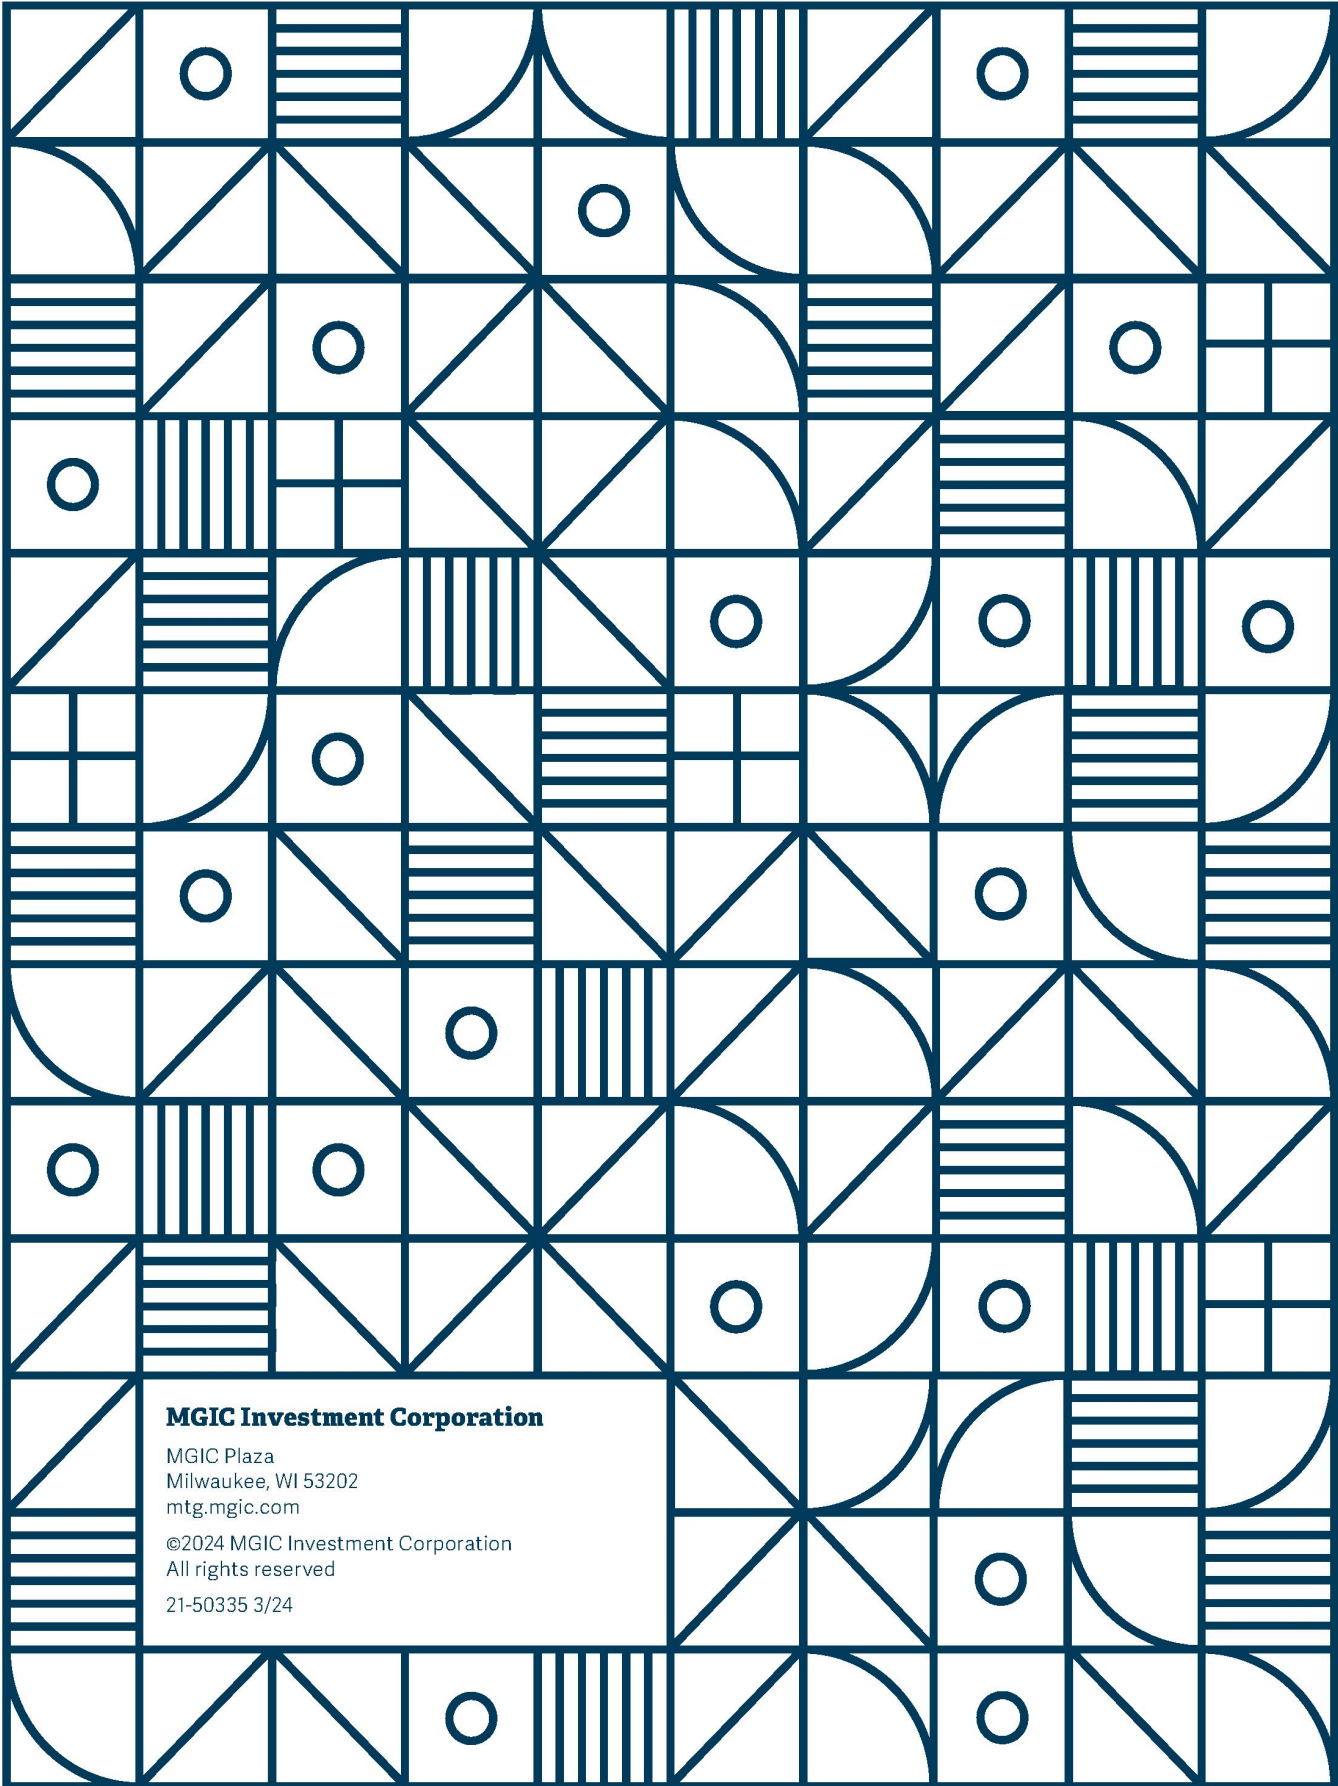 MGIC Investment Corporation
MGIC Plaza
Milwaukee, WI 53202
mtg.mgic.com
©2024 MGIC Investment Corporation
All rights reserved
21-50335 3/24